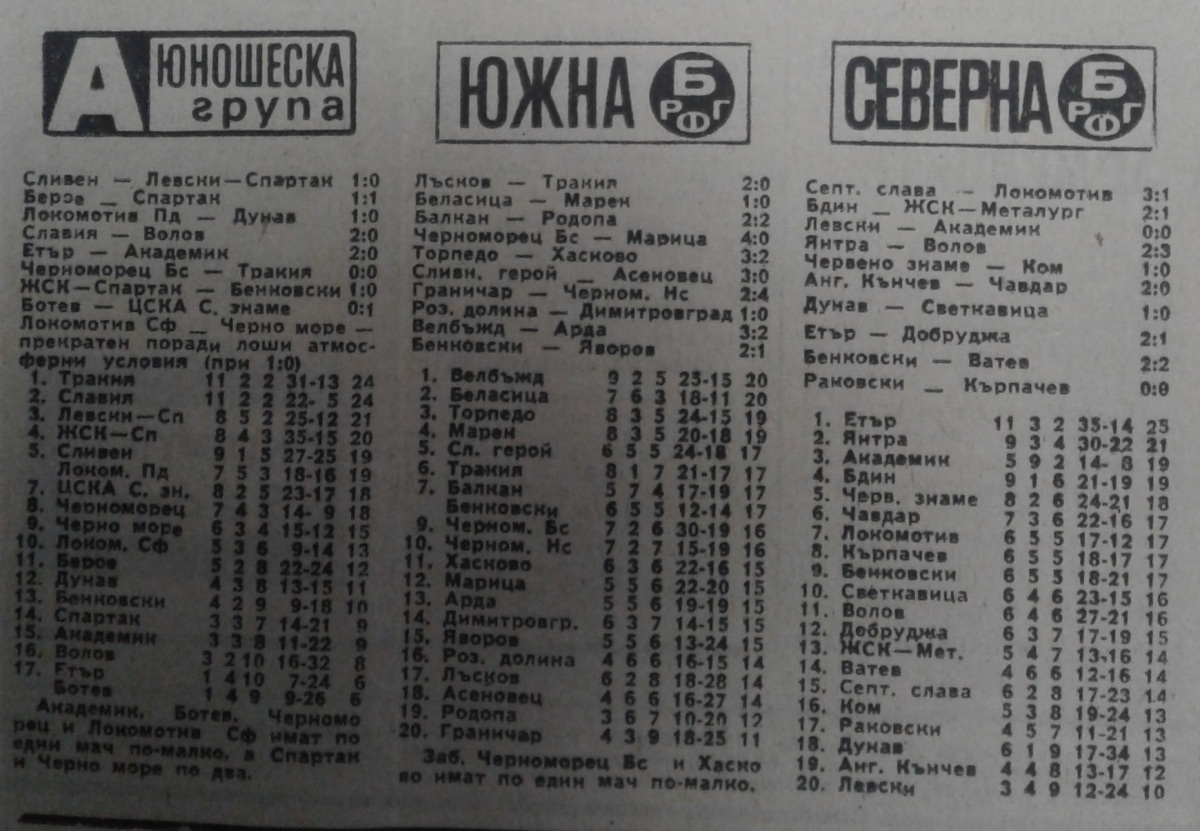 А ЮНОШЕСКА
група
Сливен — Левски—Спартак 1:0
Берое — Спартак 1:1
Локомотив Пд — Дунав 1:0
Славия — Волов 2:0
Етър — Академик 2:0
Черноморец Бс — Тракия 0:0
ЖСК—Спартак — Бенковски 1:0
Ботев — ЦСКА С. знаме 0:1
Локомотив Сф — Черно море —
прекратен поради лоши атмос-
ферни условия (при 1:0)
1. Тракия 11 2 2 31-13 24
2. Славия 11 2 2 22- 5 24
3. Левски—Сп 8 5 2 25-12 21
4. ЖСК—Сп 8 4 3 35-15 20
5. Сливен 9 1 5 27-25 19
Локом. Пд 7 5 3 18-16 19
7. ЦСКА С. зн. 8 2 5 23-17 18
8. Черноморец 7 4 3 14- 9 18
9. Черно море 6 3 4 15-12 15
10. Локом. Сф 5 3 6 9-14 13
11. Берое 5 2 8 22-24 12
12. Дунав 4 3 8 13-15 11
13. Бенковски 4 2 9 9-18 10
14. Спартак 3 3 7 14-21 9
15. Академик 3 3 8 11-22 9
16. Волов 3 2 10 16-32 8
17. Етър 1 4 10 7-24 6
Ботев 1 4 9 9-26 6
Академик, Ботев, Черномо
рец и Локомотив Сф имат по
един мач по-малко, а Спартак
и Черно море по два.
ЮЖНА Б
РФГ
Лъсков — Тракия 2:0
Беласица — Марек 1:0
Балкан — Родопа 2:2
Черноморец Бс — Марица 4:0
Торпедо — Хасково 3:2
Сливн. герой — Асеновец 3:0
Граничар — Черном. Нс 2:4
Роз. долина — Димитровград 1:0
Велбъжд — Арда 3:2
Бенковски — Яворов 2:1
1. Велбъжд 9 2 5 25-15 20
2. Беласица 7 6 3 18-11 20
3. Торпедо 8 3 5 24-15 19
4. Марек 8 3 5 20-18 19
5. Сл. герой 6 5 5 24-18 17
6. Тракия 8 1 7 21-17 17
7. Балкан 5 7 4 17-19 17
Бенковски 6 5 5 12-14 17
9. Черном. Бс 7 2 6 30-19 16
10. Черном. Нс 7 2 7 15-19 16
11. Хасково 6 3 6 22-16 15
12. Марица 5 5 6 22-20 15
13. Арда 5 5 6 19-19 15
14. Димитровгр. 6 3 7 14-15 15
15. Яворов 5 5 6 13-24 15
16. Роз. долина 4 6 6 16-15 14
17. Лъсков 6 2 8 18-28 14
18. Асеновец 4 6 6 16-27 14
19. Родопа 3 6 7 10-20 12
20. Граничар 4 3 9 18-25 11
Заб. Черноморец Бс и Хаско
во имат по един мач по-малко.
СЕВЕРНА Б
РФГ
Септ. слава — Локомотив 3:1
Бдин — ЖСК—Металург 2:1
Левски — Академик 0:0
Янтра — Волов 2:3
Червено знаме — Ком 1:0
Анг. Кънчев — Чавдар 2:0
Дунав — Светкавица 1:0
Етър — Добруджа 2:1
Бенковски — Ватев 2:2
Раковски — Кърпачев 0:0
1. Етър 11 3 2 35-14 25
2. Янтра 9 3 4 30-22 21
3. Академик 5 9 2 14- 8 19
4. Бдин 9 1 6 21-19 19
5. Черв. знаме 8 2 6 24-21 18
6. Чавдар 7 3 6 22-16 17
7. Локомотив 6 5 5 17-12 17
8. Кърпачев 6 5 5 18-17 17
9. Бенковски 6 5 5 18-21 17
10. Светкавица 6 4 6 23-15 16
11. Волов 6 4 6 27-21 16
12. Добруджа 6 3 7 17-19 15
13. ЖСК—Мет. 5 4 7 13-16 14
14. Ватев 4 6 6 12-16 14
15. Септ. слава 6 2 8 17-23 14
16. Ком 5 3 8 19-24 13
17. Раковски 4 5 7 11-21 13
18. Дунав 6 1 9 17-34 13
19. Анг. Кънчев 4 4 8 13-17 12
20. Левски 3 4 9 12-24 10